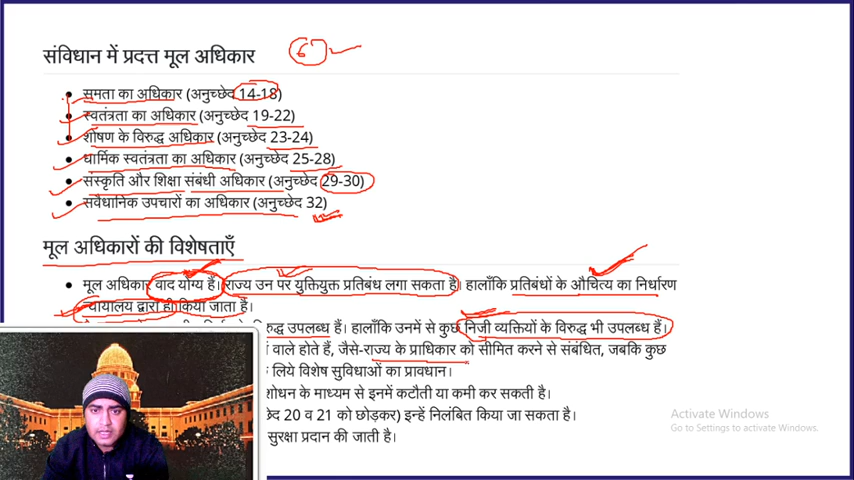 संविधान में प्रदत्त मूल अधिकार 6
समता का अधिकार (अनुच्छेद 14-18)
स्वतंत्रता का अधिकार (अनुच्छेद 19-22)
शोषण के विरुद्ध अधिकार (अनुच्छेद 23-24)
धार्मिक स्वतंत्रता का अधिकार (अनुच्छेद 25-28)
संस्कृति और शिक्षा संबंधी अधिकार (अनुच्छेद 29-30)
सवैधानिक उपचारों का अधिकार (अनुच्छेद 32)
मूल अधिकारों की विशेषताएँ
मूल अधिकार वाद योग्य हैं। राज्य उन पर युक्तियुक्त प्रतिबंध लगा सकता है। हालाँकि प्रतिबंधों के औचित्य का निर्धारण
न्यायालय द्वारा ही किया जाता है।
विरुद्ध उपलब्ध हैं। हालाँकि उनमें से कुछ निजी व्यक्तियों के विरुद्ध भी उपलब्ध हैं।
वाले होते हैं, जैसे-राज्य के प्राधिकार को सीमित करने से संबंधित, जबकि कुछ
के लिये विशेष सुविधाओं का प्रावधान।
शोधन के माध्यम से इनमें कटौती या कमी कर सकती है।
छेद 20 व 21 को छोड़कर) इन्हें निलंबित किया जा सकता है।
सुरक्षा प्रदान की जाती है।
Activate Windows
Go to Settings to activate Windows.